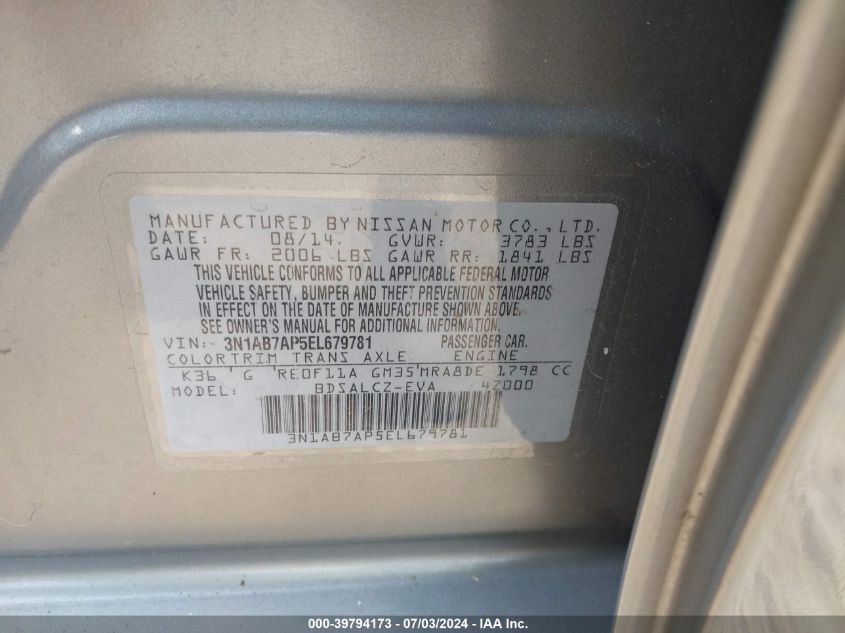 MANUFACTURED BY NISSAN MOTOR CO., LTD.
DATE: 08/14. GVWR: 3783 LBS
GAWR FR: 2006 LBS GAWR RR: 1841 LBS
THIS VEHICLE CONFORMS TO ALL APPLICABLE FEDERAL MOTOR
VEHICLE SAFETY, BUMPER AND THEFT PREVENTION STANDARDS
IN EFFECT ON THE DATE OF MANUFACTURE SHOWN ABOVE.
SEE OWNER'S MANUAL FOR ADDITIONAL INFORMATION.
VIN: 3N1AB7AP5EL679781 PASSENGER CAR.
COLOR TRIM TRANS AXLE ENGINE
K36 G RE0F11A GM35 MRA8DE 1798 CC
MODEL: BDSALCZ-EVA 4Z000
3N1AB7AP5EL679781
000-39794173 - 07/03/2024 - IAA Inc.